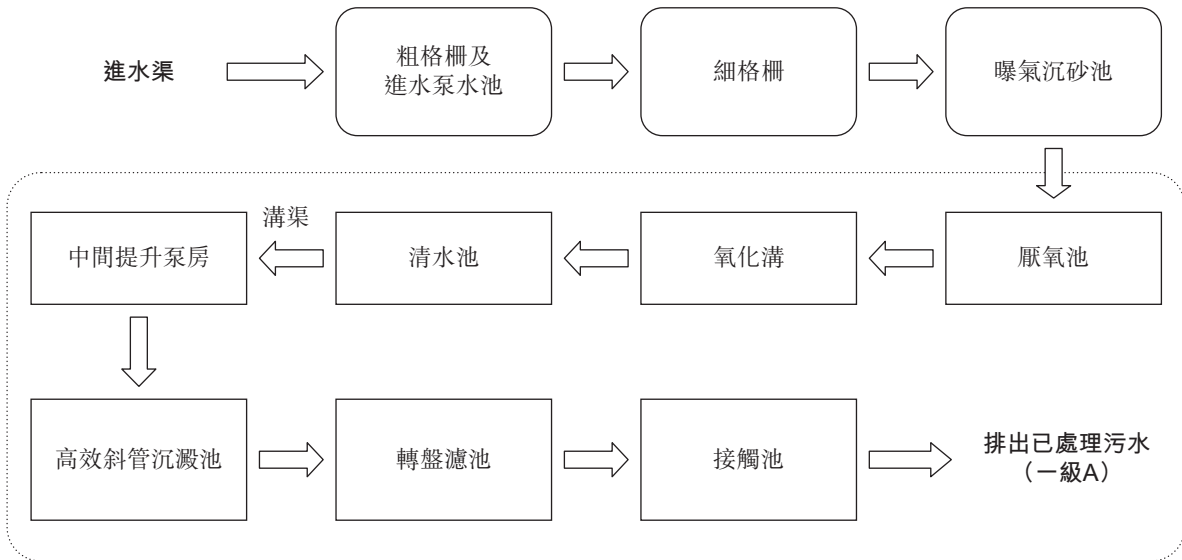 進水渠
粗格柵及
進水泵水池
細格柵
曝氣沉砂池
厭氧池
氧化溝
清水池
溝渠
中間提升泵房
高效斜管沉澱池
轉盤濾池
接觸池
排出已處理污水
（一級A）